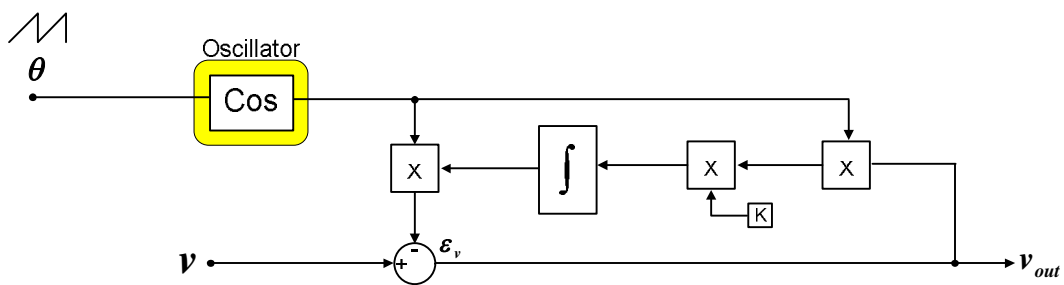 Oscillator
θ
Cos
X
∫
X
X
K
-
ε_v
v
+
v_out